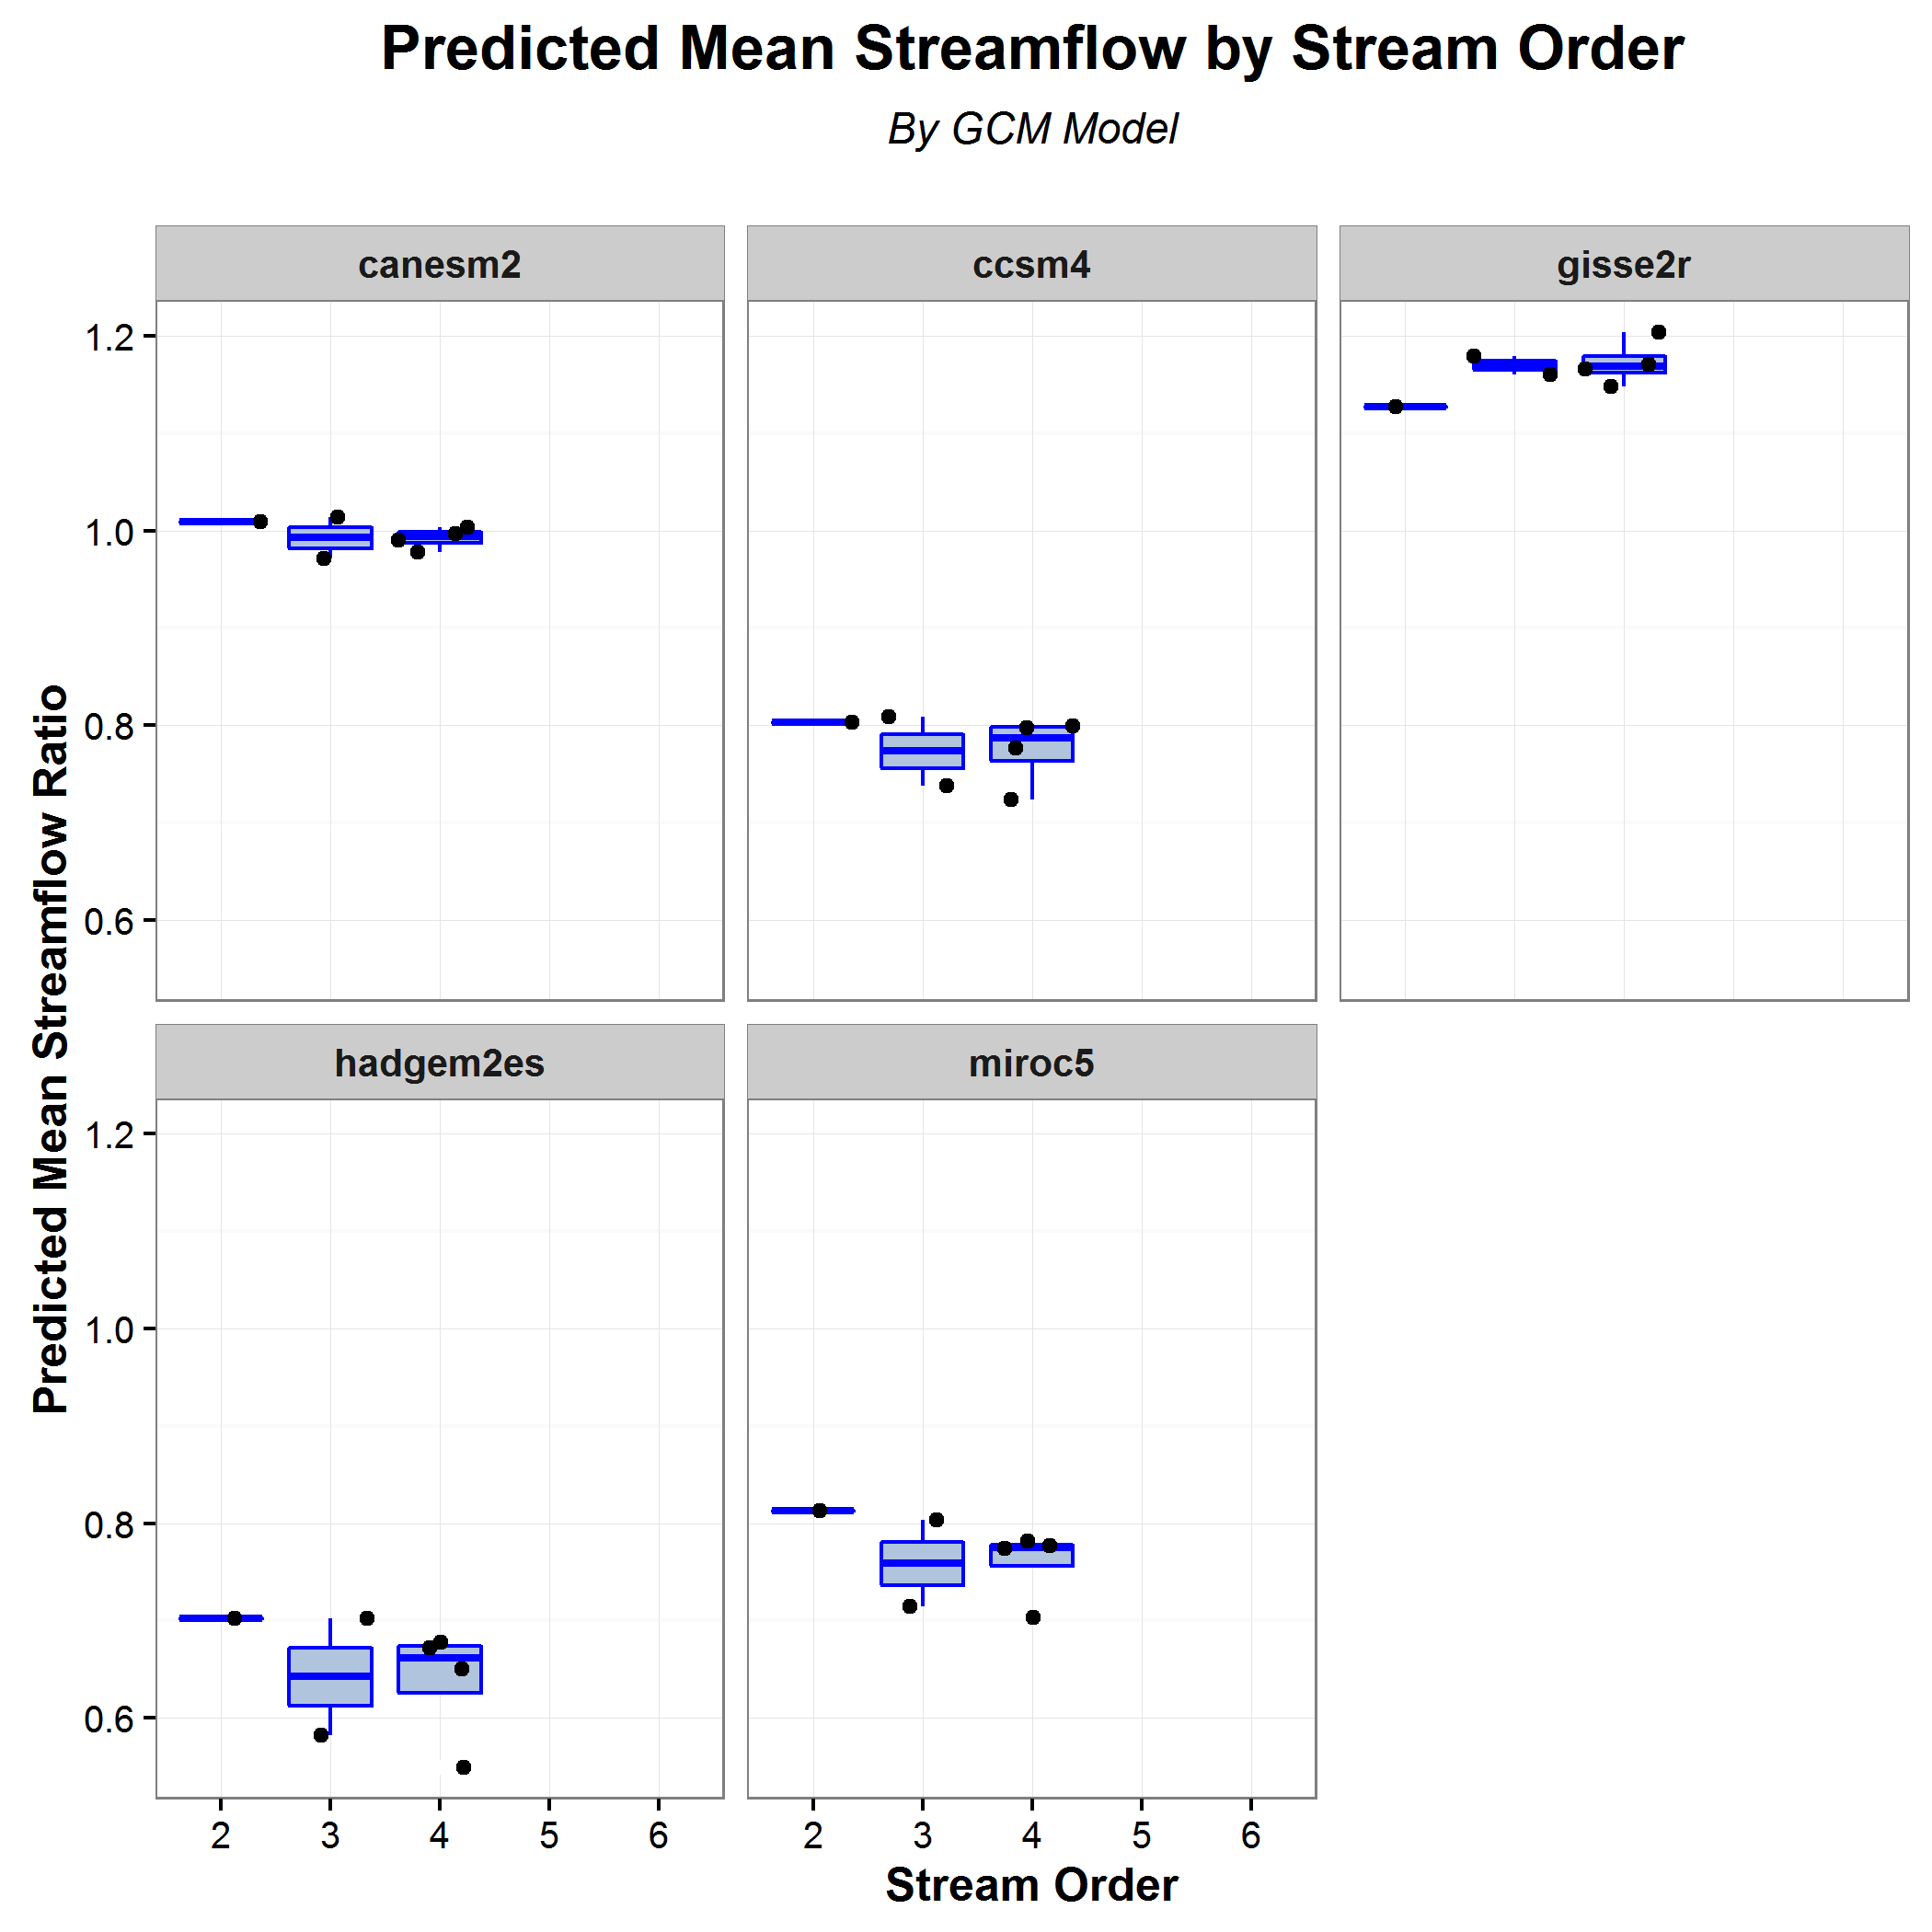 Predicted Mean Streamflow by Stream Order
By GCM Model
canesm2
ccsm4
gisse2r
1.2
1.0
0.8
0.6
hadgem2es
miroc5
1.2
1.0
0.8
0.6
2 3 4 5 6
2 3 4 5 6
Stream Order
Predicted Mean Streamflow Ratio